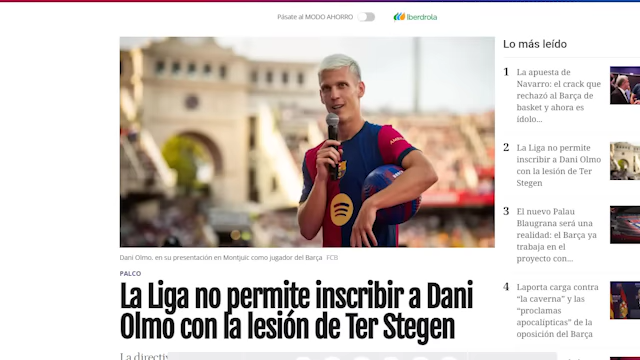 Pásate al MODO AHORRO
Iberdrola
Lo más leído
Dani Olmo, en su presentación en Montjuïc como jugador del Barça FCB
PALCO
La Liga no permite inscribir a Dani
Olmo con la lesión de Ter Stegen
La directiv
1 La apuesta de
Navarro: el crack que
rechazó al Barça de
basket y ahora es
ídolo...
2 La Liga no permite
inscribir a Dani Olmo
con la lesión de Ter
Stegen
3 El nuevo Palau
Blaugrana será una
realidad: el Barça ya
trabaja en el
proyecto con...
4 Laporta carga contra
“la caverna” y las
“proclamas
apocalípticas” de la
oposición del Barça